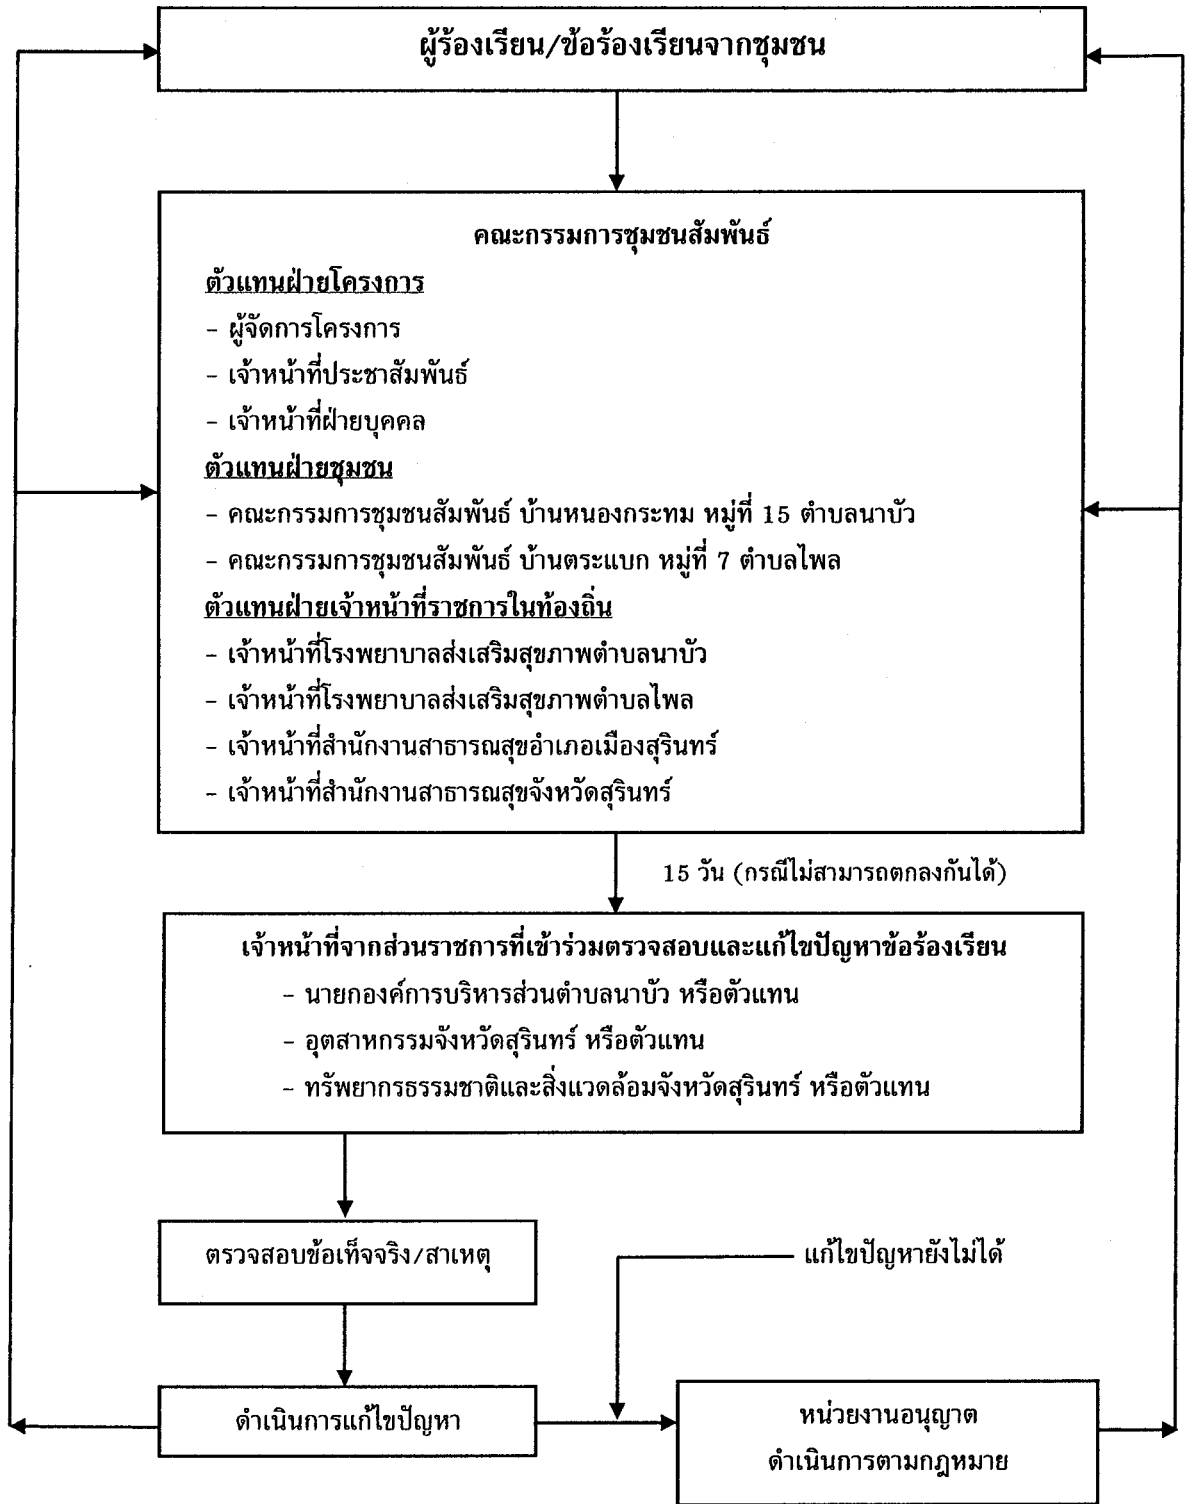 ผู้ร้องเรียน/ข้อร้องเรียนจากชุมชน
คณะกรรมการชุมชนสัมพันธ์
ตัวแทนฝ่ายโครงการ
- ผู้จัดการโครงการ
- เจ้าหน้าที่ประชาสัมพันธ์
- เจ้าหน้าที่ฝ่ายบุคคล
ตัวแทนฝ่ายชุมชน
- คณะกรรมการชุมชนสัมพันธ์ บ้านหนองกระทม หมู่ที่ 15 ตำบลนาบัว
- คณะกรรมการชุมชนสัมพันธ์ บ้านตระแบก หมู่ที่ 7 ตำบลไพล
ตัวแทนฝ่ายเจ้าหน้าที่ราชการในท้องถิ่น
- เจ้าหน้าที่โรงพยาบาลส่งเสริมสุขภาพตำบลนาบัว
- เจ้าหน้าที่โรงพยาบาลส่งเสริมสุขภาพตำบลไพล
- เจ้าหน้าที่สำนักงานสาธารณสุขอำเภอเมืองสุรินทร์
- เจ้าหน้าที่สำนักงานสาธารณสุขจังหวัดสุรินทร์
15 วัน (กรณีไม่สามารถตกลงกันได้)
เจ้าหน้าที่จากส่วนราชการที่เข้าร่วมตรวจสอบและแก้ไขปัญหาข้อร้องเรียน
- นายกองค์การบริหารส่วนตำบลนาบัว หรือตัวแทน
- อุตสาหกรรมจังหวัดสุรินทร์ หรือตัวแทน
- ทรัพยากรธรรมชาติและสิ่งแวดล้อมจังหวัดสุรินทร์ หรือตัวแทน
ตรวจสอบข้อเท็จจริง/สาเหตุ
แก้ไขปัญหายังไม่ได้
ดำเนินการแก้ไขปัญหา
หน่วยงานอนุญาต
ดำเนินการตามกฎหมาย